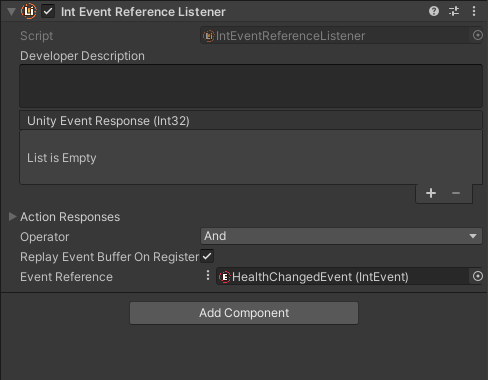 Int Event Reference Listener
Script IntEventReferenceListener
Developer Description
Unity Event Response (Int32)
List is Empty
Action Responses
Operator And
Replay Event Buffer On Register
Event Reference HealthChangedEvent (IntEvent)
Add Component